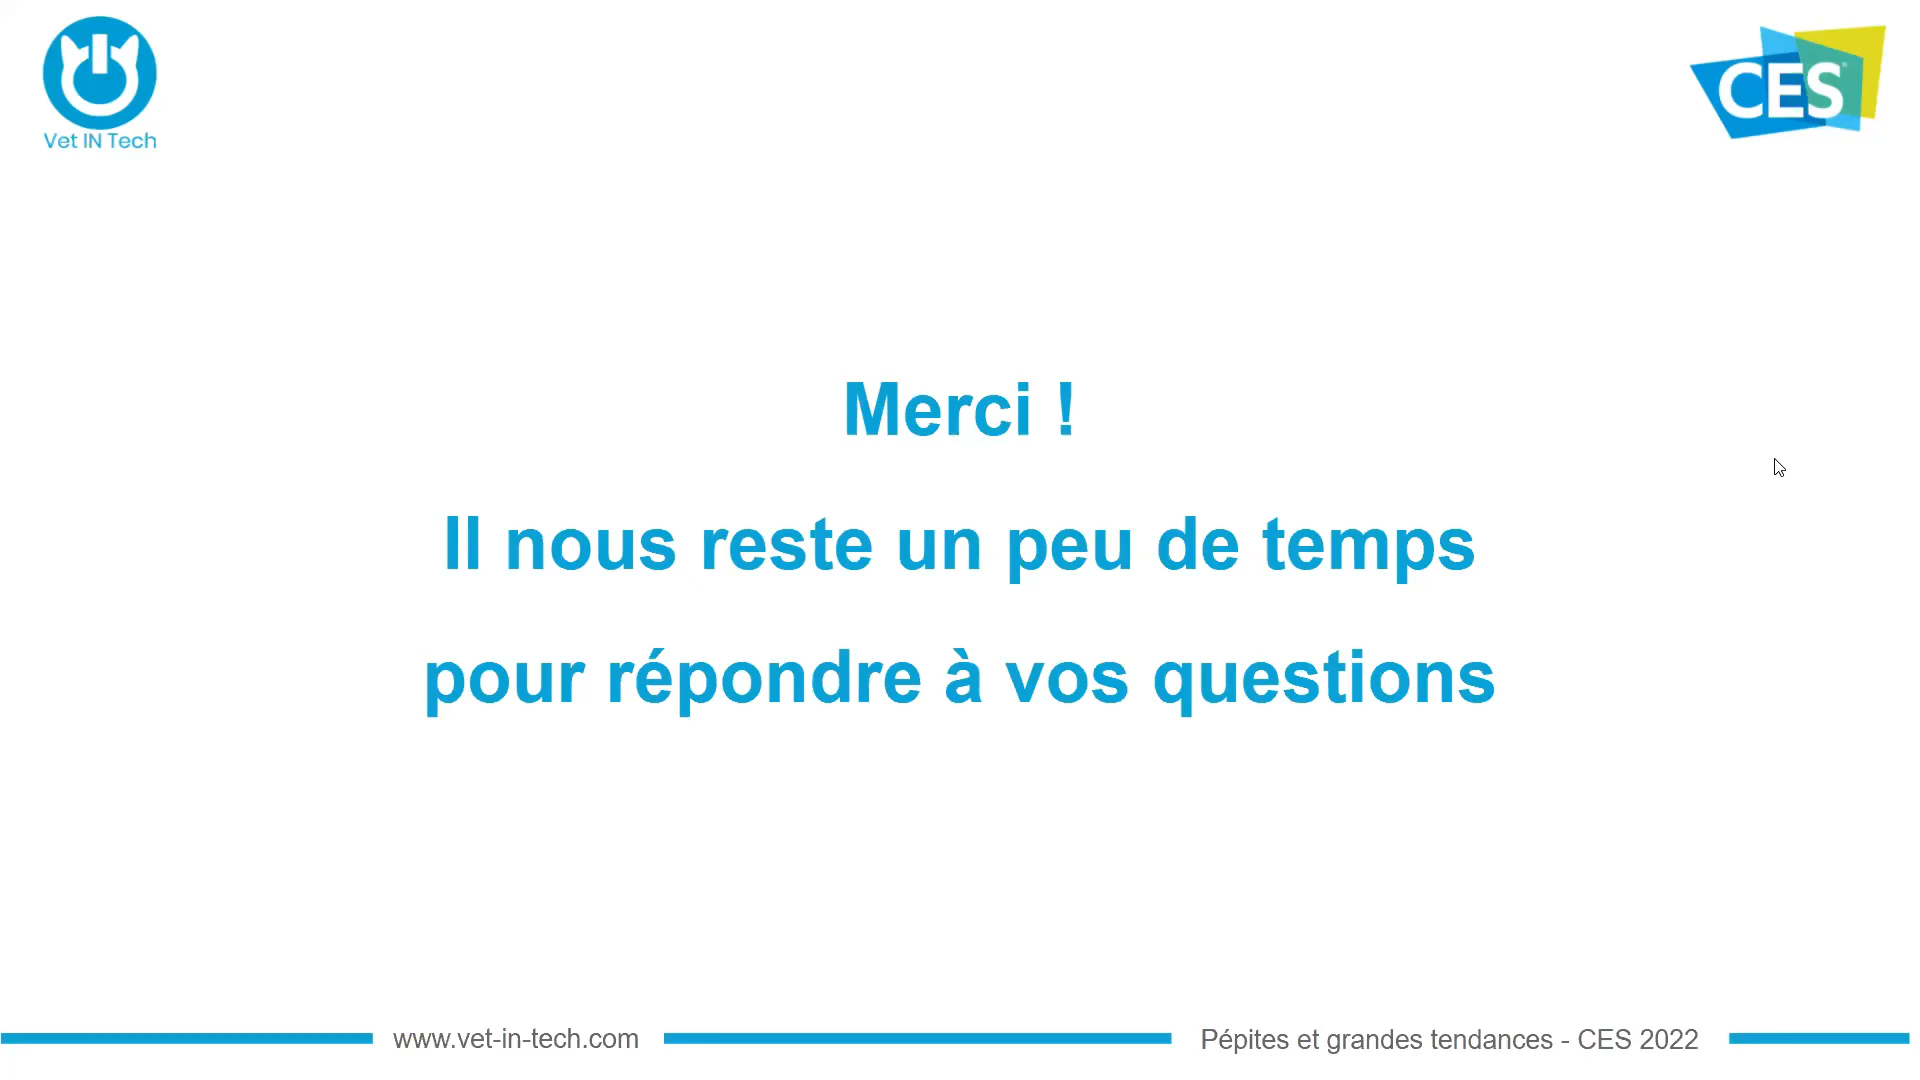 Vet IN Tech
CES
Merci !
Il nous reste un peu de temps
pour répondre à vos questions
www.vet-in-tech.com
Pépites et grandes tendances - CES 2022